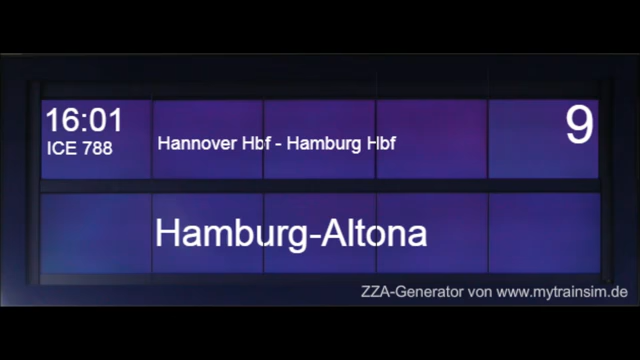 16:01
ICE 788
Hannover Hbf - Hamburg Hbf
9
Hamburg-Altona
ZZA-Generator von www.mytrainsim.de